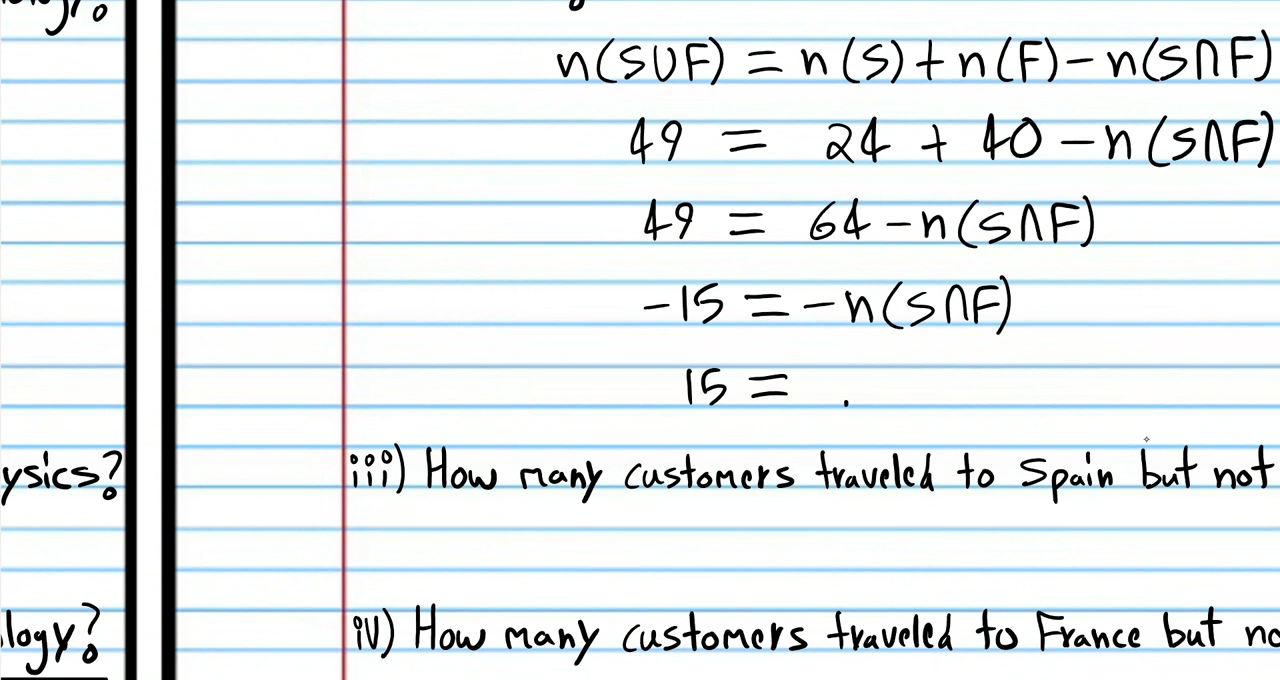 n(S∪F) = n(S) + n(F) - n(S∩F)
49 = 24 + 40 - n(S∩F)
49 = 64 - n(S∩F)
-15 = -n(S∩F)
15 =
ysics?
iii) How many customers traveled to Spain but not
logy?
iv) How many customers traveled to France but no